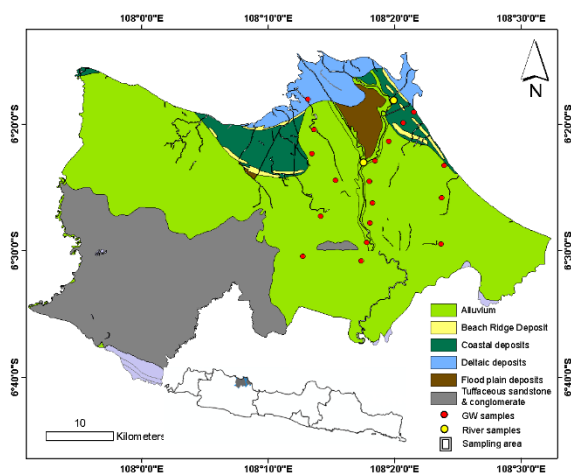 108°0'0"E 108°10'0"E 108°20'0"E 108°30'0"E
N
6°20'0"S 6°20'0"S
6°30'0"S 6°30'0"S
6°40'0"S 6°40'0"S
Alluvium
Beach Ridge Deposit
Coastal deposits
Deltaic deposits
Flood plain deposits
Tuffaceous sandstone
& conglomerate
GW samples
River samples
Sampling area
10
Kilometers
108°0'0"E 108°10'0"E 108°20'0"E 108°30'0"E